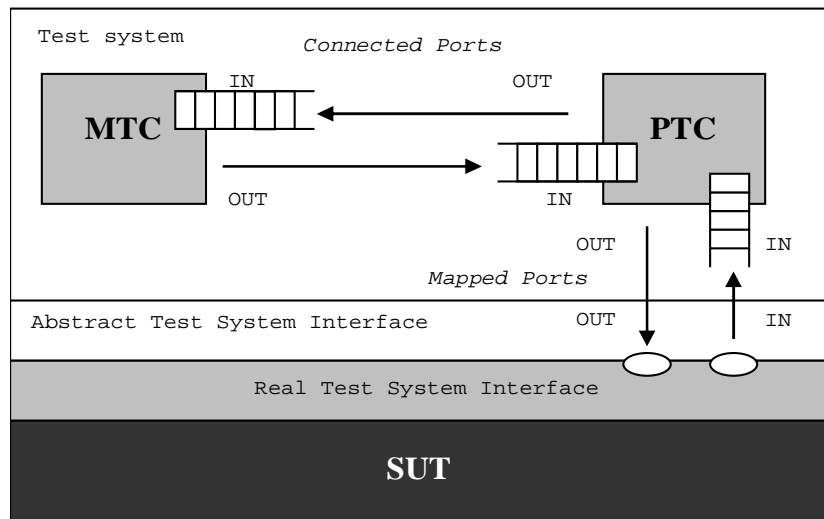 Test system
Connected Ports
IN
OUT
MTC
PTC
OUT
IN
OUT
IN
Mapped Ports
Abstract Test System Interface
OUT
IN
Real Test System Interface
SUT